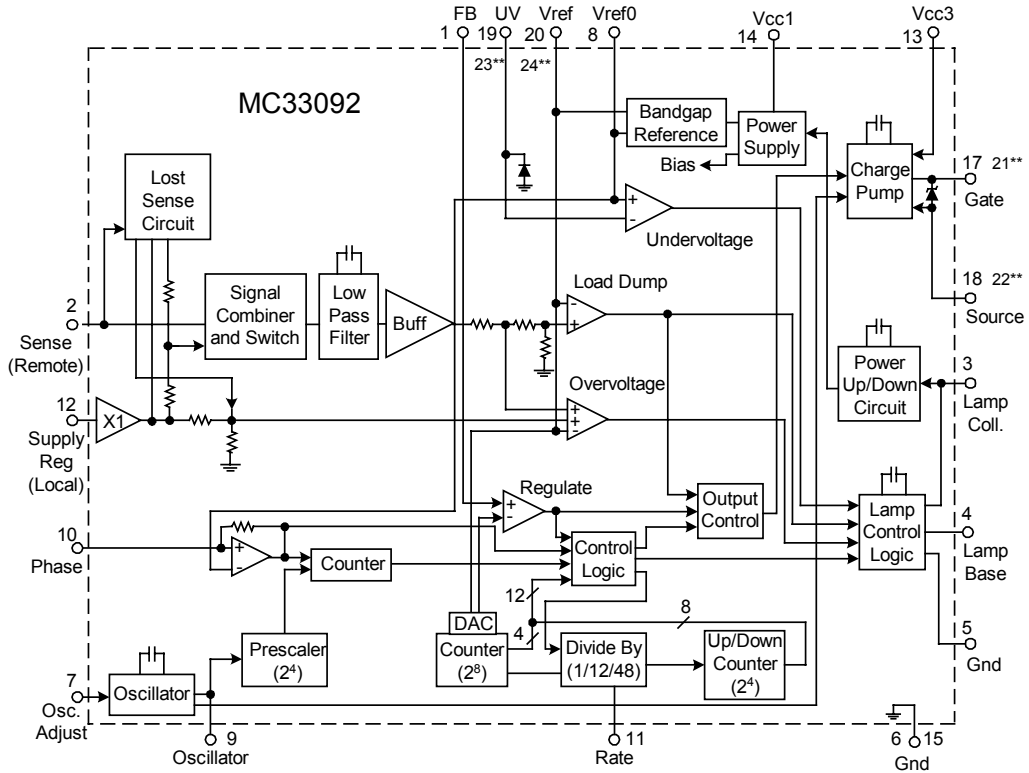 FB UV Vref Vref0 Vcc1 Vcc3
1 19 20 8 14 13
23** 24**
MC33092
Bandgap
Reference
Power
Supply
Bias
Charge
Pump
17 21**
Gate
Lost
Sense
Circuit
Undervoltage
18 22**
Source
2
Sense
(Remote)
Signal
Combiner
and Switch
Low
Pass
Filter
Buff
Load Dump
Power
Up/Down
Circuit
3
Lamp
Coll.
Overvoltage
12
Supply
Reg
(Local)
X1
Regulate
Output
Control
Lamp
Control
Logic
4
Lamp
Base
10
Phase
Counter
Control
Logic
12
4
8
DAC
Counter
(2⁸)
Divide By
(1/12/48)
Up/Down
Counter
(2⁴)
5
Gnd
Prescaler
(2⁴)
7
Osc.
Adjust
Oscillator
9
Oscillator
11
Rate
6 15
Gnd
+
-
-
+
+
+
-
+
-
+
-